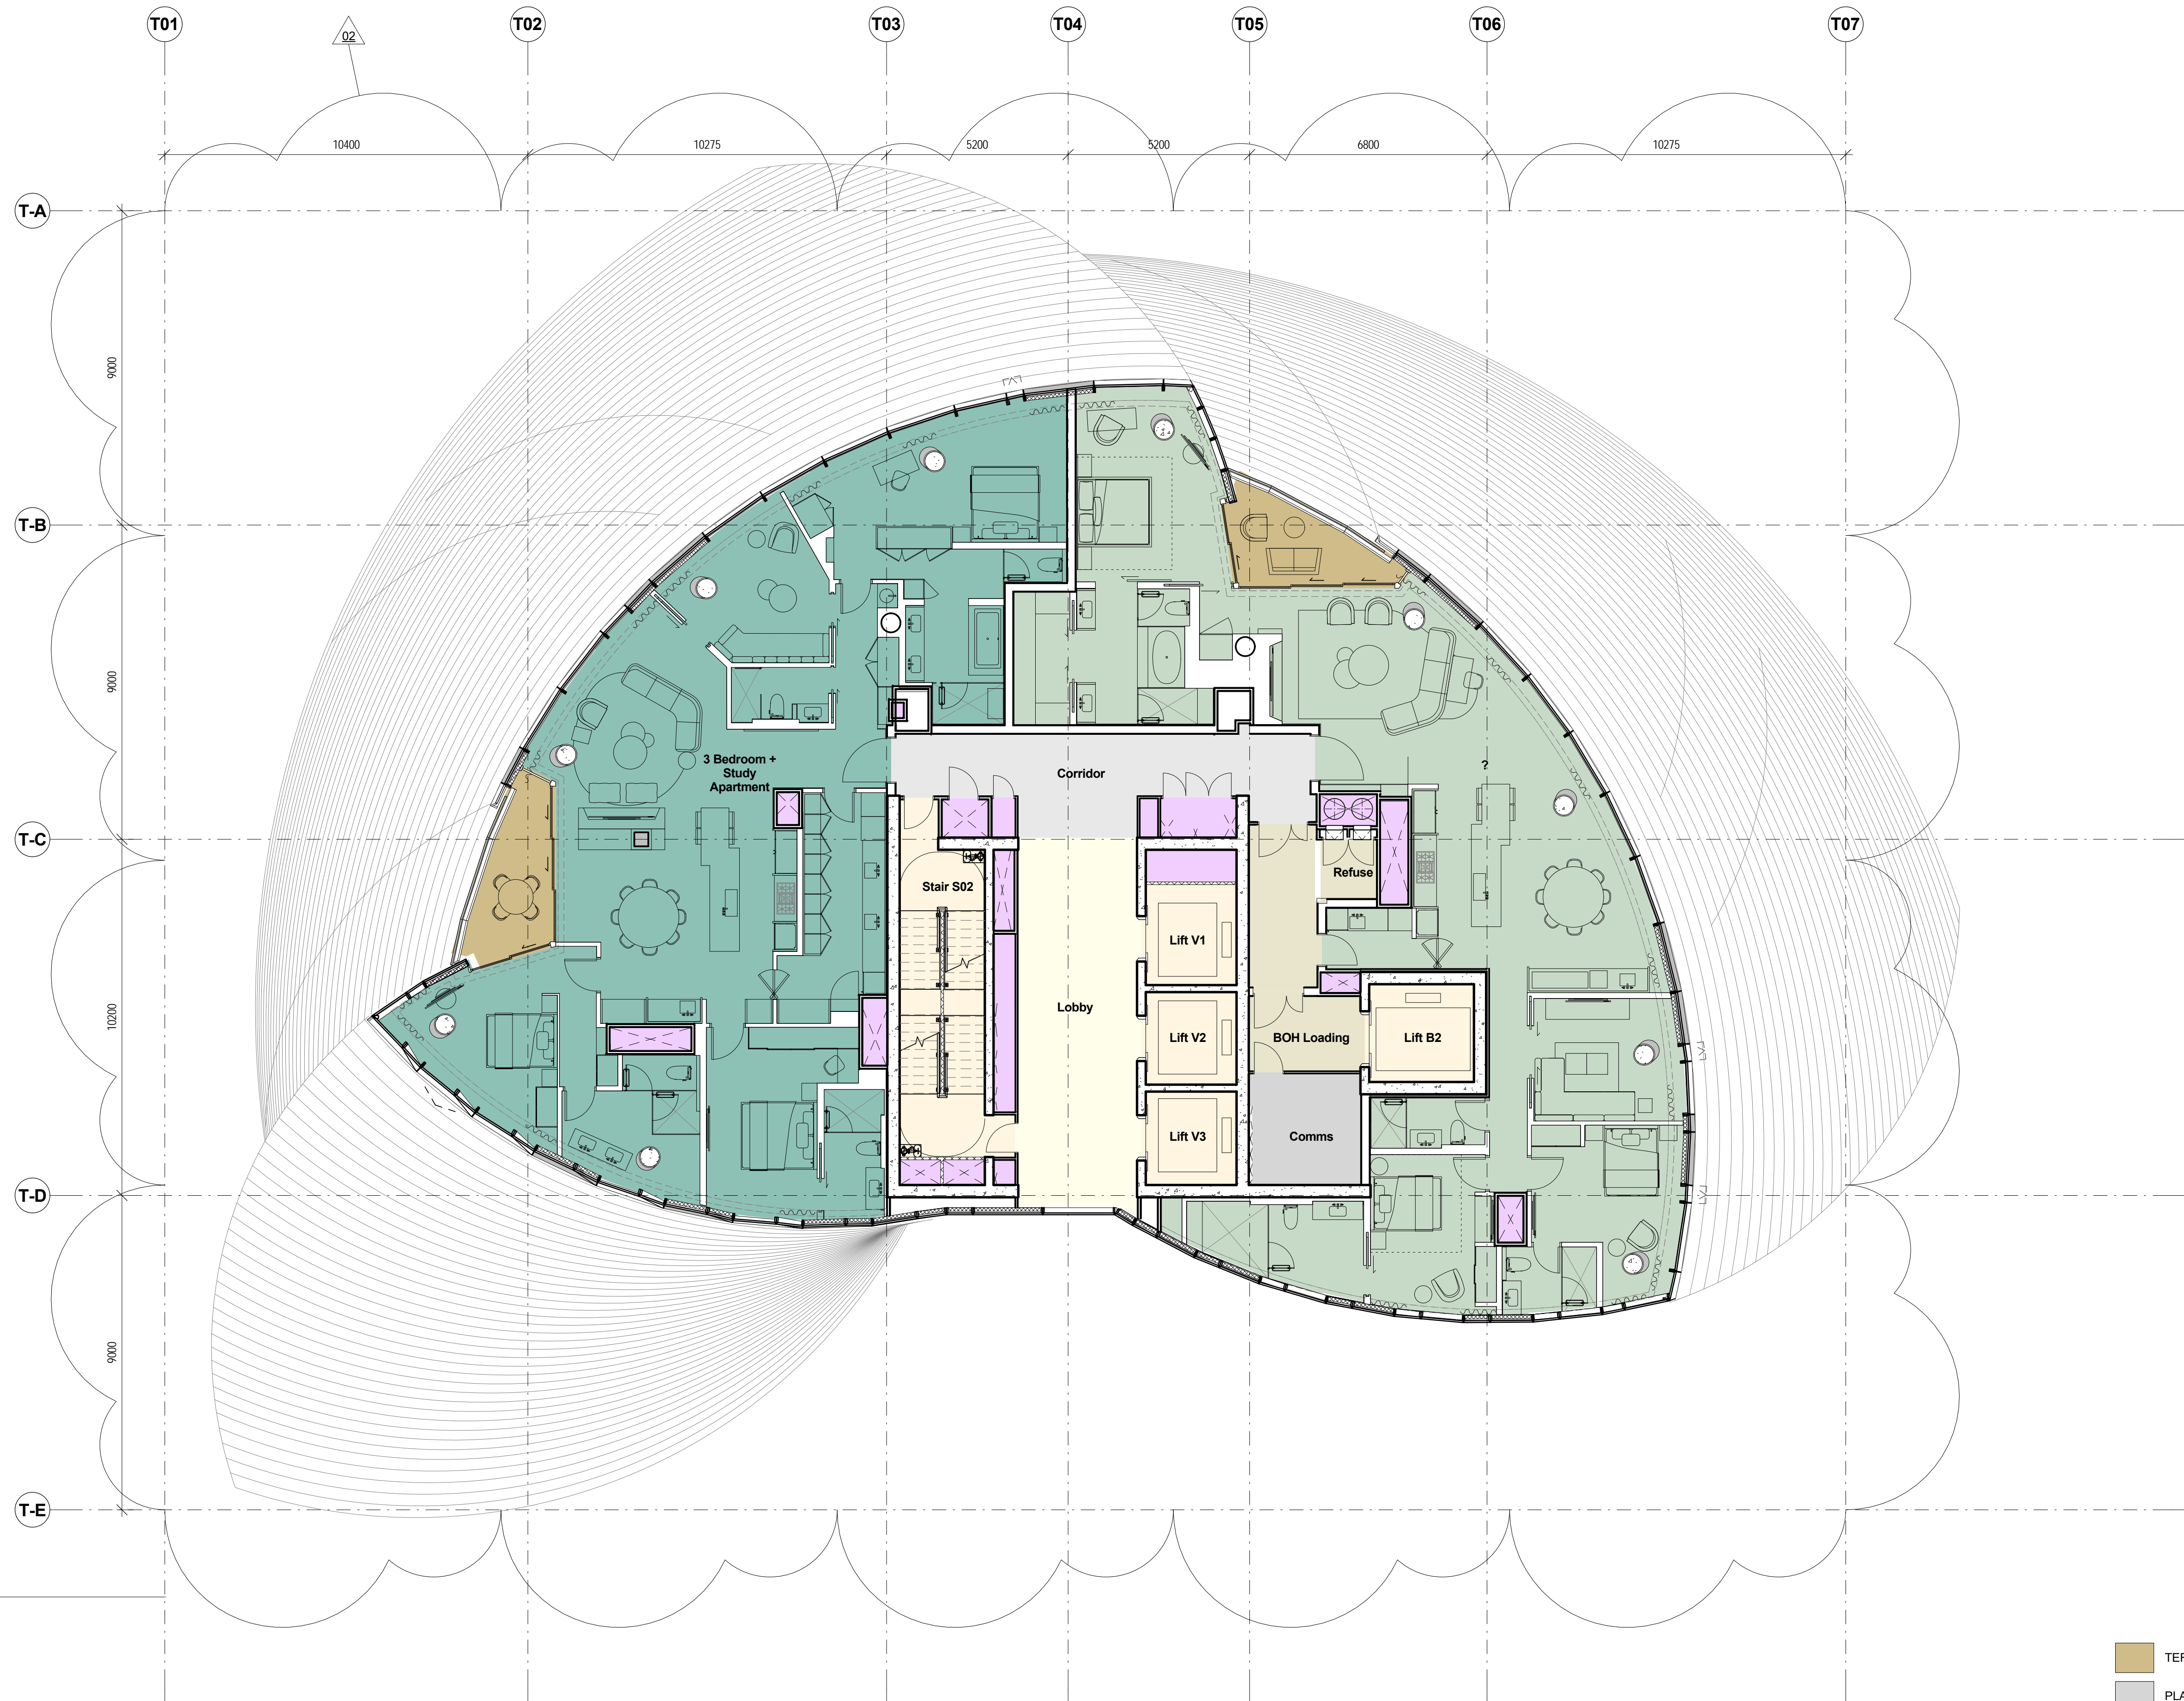 T01
T02
T03
T04
T05
T06
T07
02
10400
10275
5200
5200
6800
10275
T-A
9000
T-B
9000
3 Bedroom +
Study
Apartment
Corridor
?
T-C
Refuse
Stair S02
Lift V1
10200
Lobby
Lift V2
BOH Loading
Lift B2
Lift V3
Comms
T-D
9000
T-E
TER
PLA